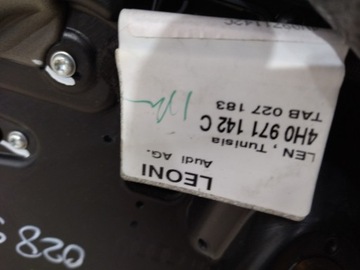 LEONI
Audi AG.
LEN, Tunisia
4H0 971 142 C
TAB 027 183
028